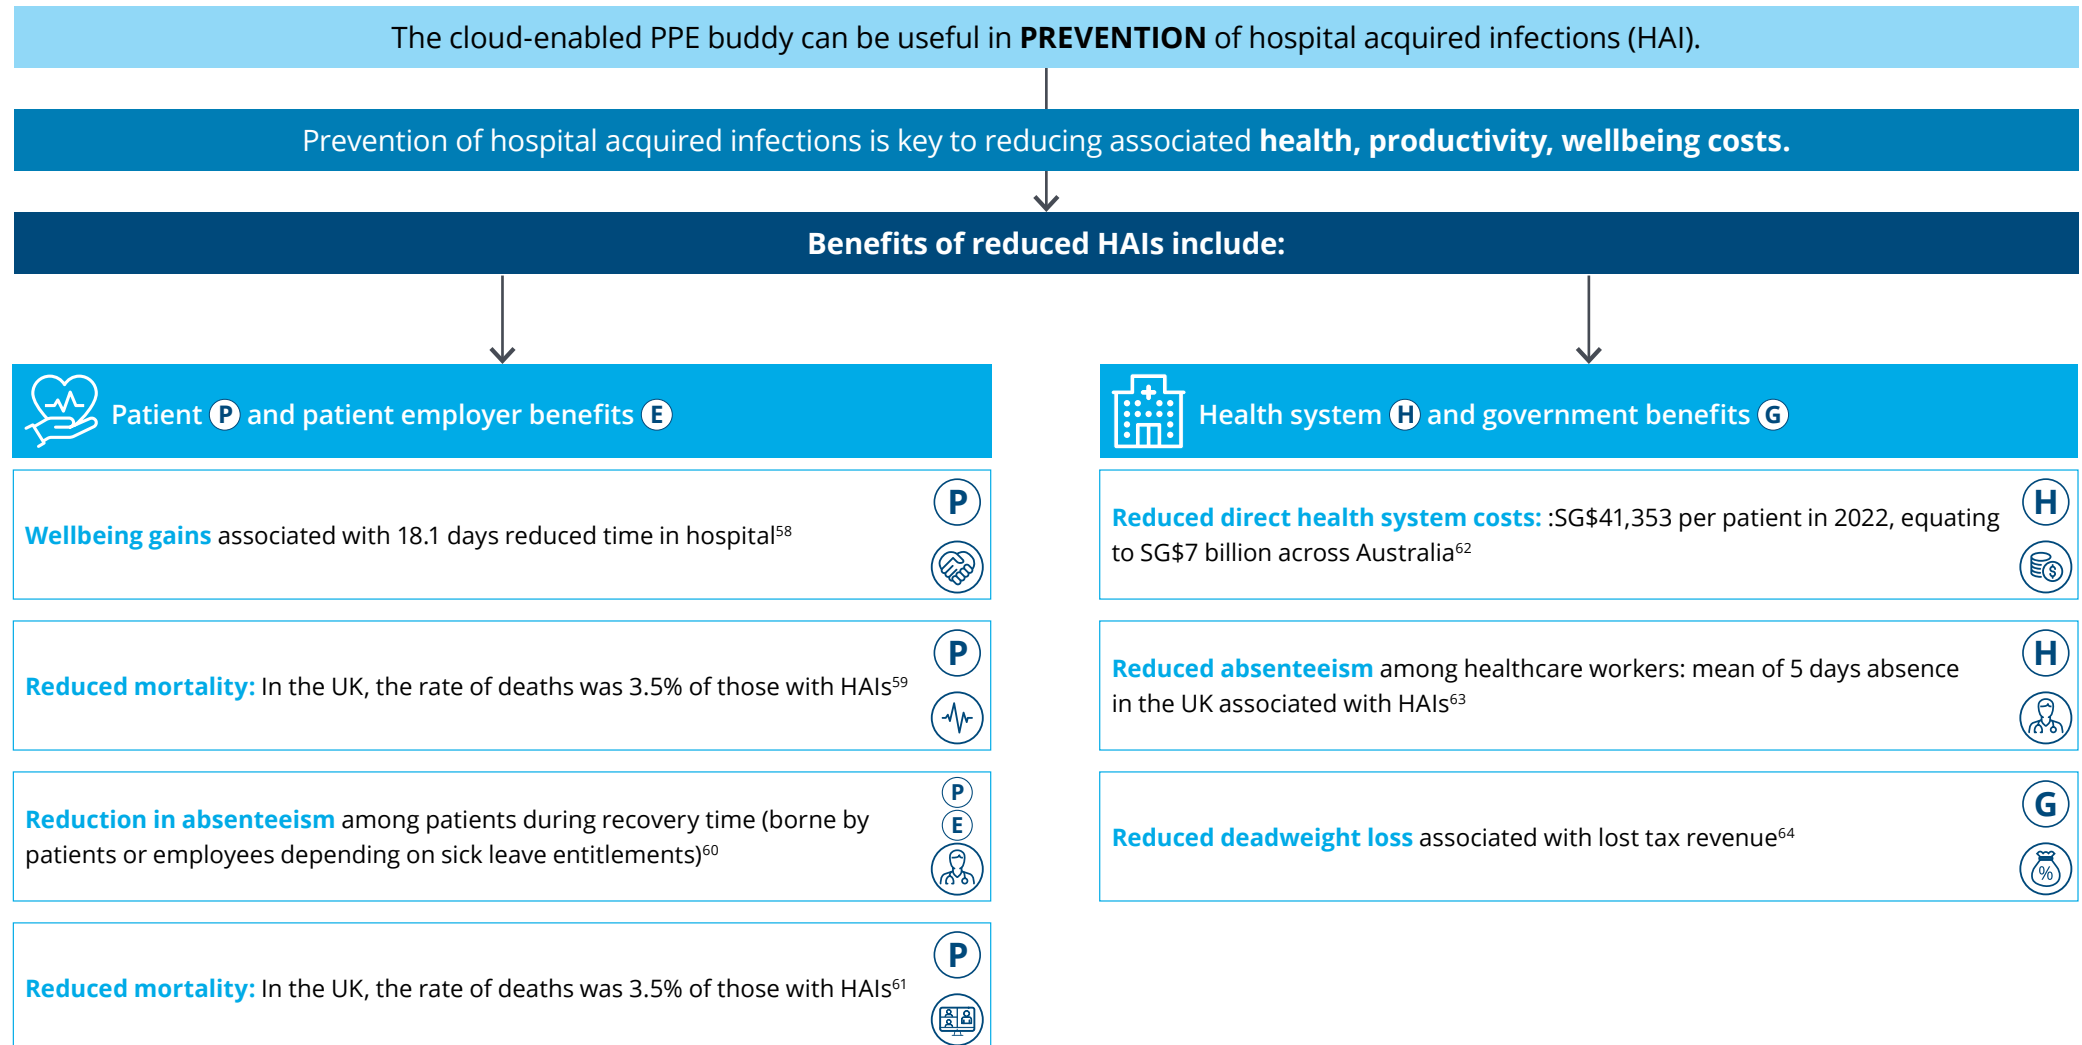 The cloud-enabled PPE buddy can be useful in PREVENTION of hospital acquired infections (HAI).
Prevention of hospital acquired infections is key to reducing associated health, productivity, wellbeing costs.
Benefits of reduced HAIs include:
Patient P and patient employer benefits E
Wellbeing gains associated with 18.1 days reduced time in hospital58
P
Reduced mortality: In the UK, the rate of deaths was 3.5% of those with HAIs59
P
Reduction in absenteeism among patients during recovery time (borne by
patients or employees depending on sick leave entitlements)60
P
E
Reduced mortality: In the UK, the rate of deaths was 3.5% of those with HAIs61
P
Health system H and government benefits G
Reduced direct health system costs: :SG$41,353 per patient in 2022, equating
to SG$7 billion across Australia62
H
$
Reduced absenteeism among healthcare workers: mean of 5 days absence
in the UK associated with HAIs63
H
Reduced deadweight loss associated with lost tax revenue64
G
%